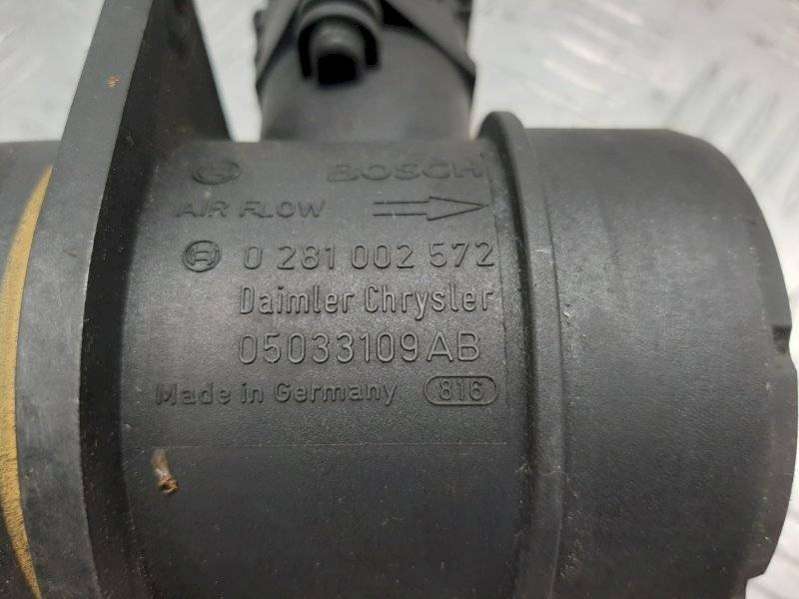 BOSCH
AIR FLOW
0 281 002 572
Daimler Chrysler
05033109AB
Made in Germany 816